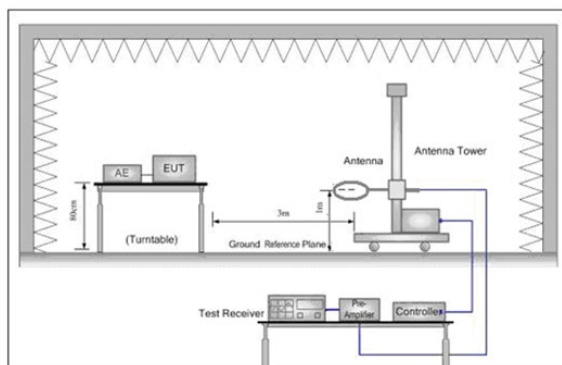 Antenna Tower
Antenna
EUT
AE
80cm
(Turntable)
3m
1m
Ground Reference Plane
Test Receiver
Pre-
Amplifier
Controller